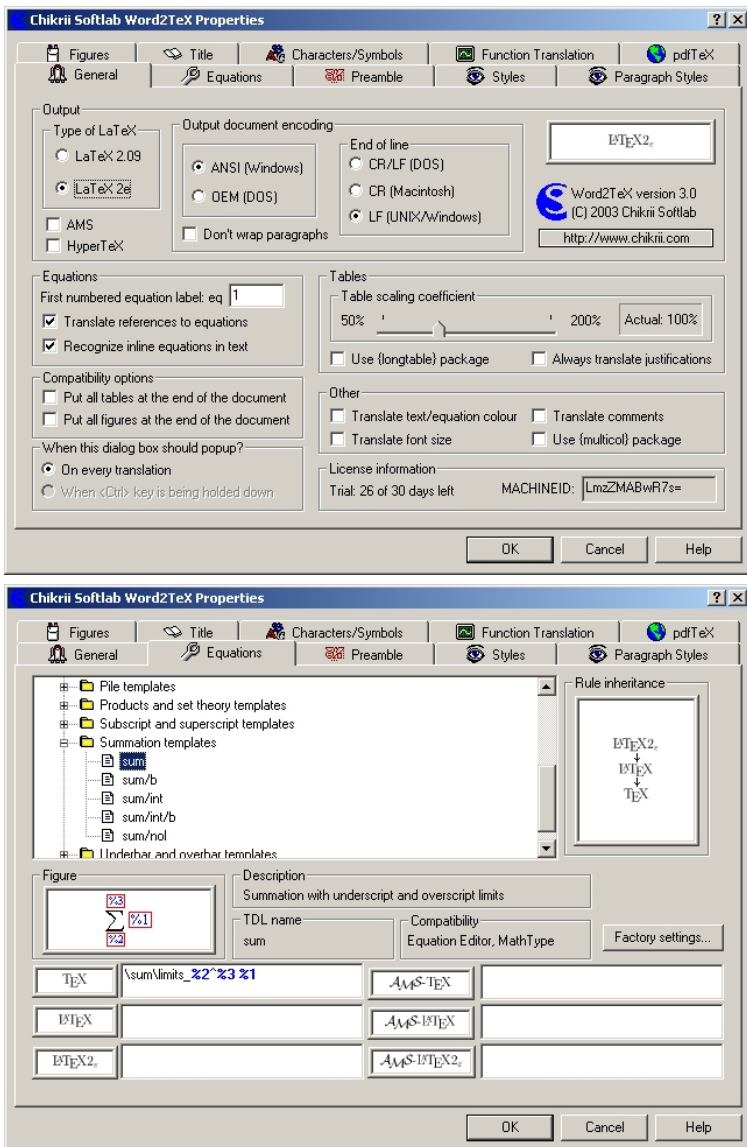 Chikrii Softlab Word2TeX Properties
Figures Title Characters/Symbols Function Translation pdfTeX
General Equations Preamble Styles Paragraph Styles
Output
Type of LaTeX
LaTeX 2.09
LaTeX 2e
AMS
HyperTeX
Output document encoding
ANSI (Windows)
OEM (DOS)
Don't wrap paragraphs
End of line
CR/LF (DOS)
CR (Macintosh)
LF (UNIX/Windows)
LATEX2ε
Word2TeX version 3.0
(C) 2003 Chikrii Softlab
http://www.chikrii.com
Equations
First numbered equation label: eq 1
Translate references to equations
Recognize inline equations in text
Tables
Table scaling coefficient
50% 200% Actual: 100%
Use {longtable} package Always translate justifications
Compatibility options
Put all tables at the end of the document
Put all figures at the end of the document
Other
Translate text/equation colour Translate comments
Translate font size Use {multicol} package
When this dialog box should popup?
On every translation
When <Ctrl> key is being holded down
License information
Trial: 26 of 30 days left MACHINEID: LmzZMABwR7s=
OK Cancel Help
Chikrii Softlab Word2TeX Properties
Figures Title Characters/Symbols Function Translation pdfTeX
General Equations Preamble Styles Paragraph Styles
Pile templates
Products and set theory templates
Subscript and superscript templates
Summation templates
sum
sum/b
sum/int
sum/int/b
sum/nol
Underbar and overbar templates
Rule inheritance
LATEX2ε
↓
LATEX
↓
TEX
Figure
%3
∑ %1
%2
Description
Summation with underscript and overscript limits
TDL name
sum
Compatibility
Equation Editor, MathType
Factory settings...
TEX \sum\limits_%2^%3 %1 AMS-TEX
LATEX AMS-LATEX
LATEX2ε AMS-LATEX2ε
OK Cancel Help